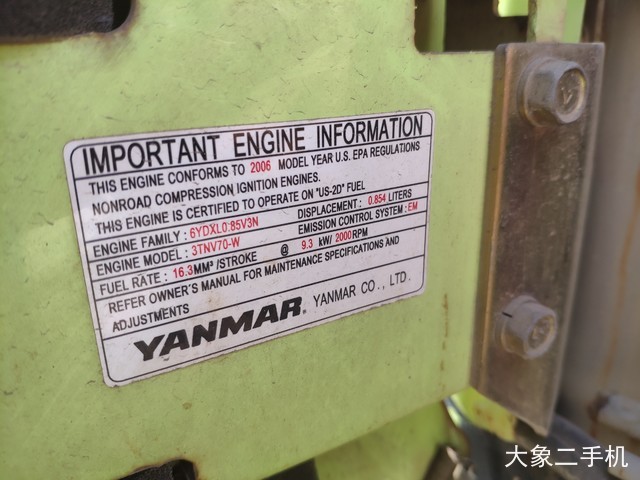 IMPORTANT ENGINE INFORMATION
THIS ENGINE CONFORMS TO 2006 MODEL YEAR U.S. EPA REGULATIONS
NONROAD COMPRESSION IGNITION ENGINES.
THIS ENGINE IS CERTIFIED TO OPERATE ON "US-2D" FUEL
ENGINE FAMILY : 6YDXL0.85V3N DISPLACEMENT : 0.854 LITERS
ENGINE MODEL : 3TNV70-W EMISSION CONTROL SYSTEM : EM
FUEL RATE : 16.3MM³ /STROKE @ 9.3 kW/ 2000RPM
REFER OWNER'S MANUAL FOR MAINTENANCE SPECIFICATIONS AND
ADJUSTMENTS
YANMAR. YANMAR CO., LTD.
大象二手机